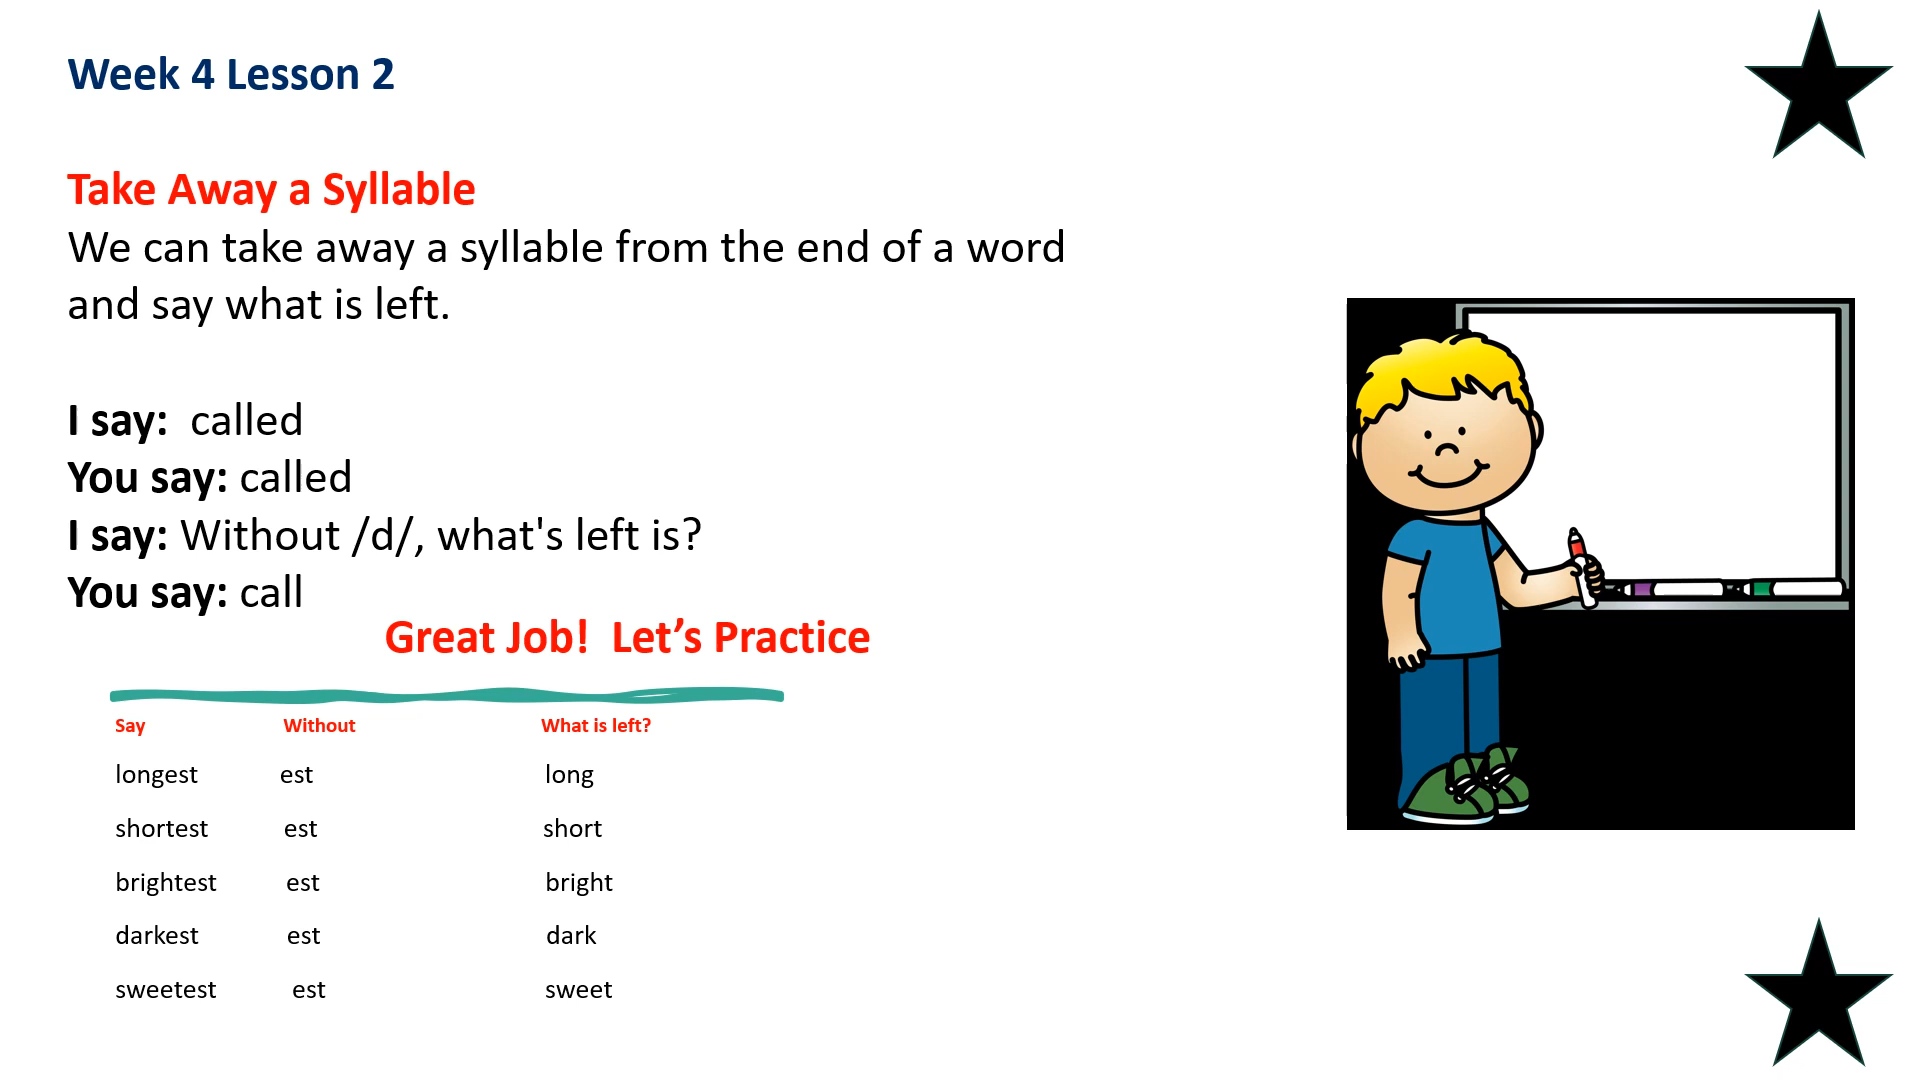 Week 4 Lesson 2
Take Away a Syllable
We can take away a syllable from the end of a word
and say what is left.
I say:  called
You say: called
I say: Without /d/, what's left is?
You say: call
Great Job!  Let’s Practice
Say Without What is left?
longest est long
shortest est short
brightest est bright
darkest est dark
sweetest est sweet